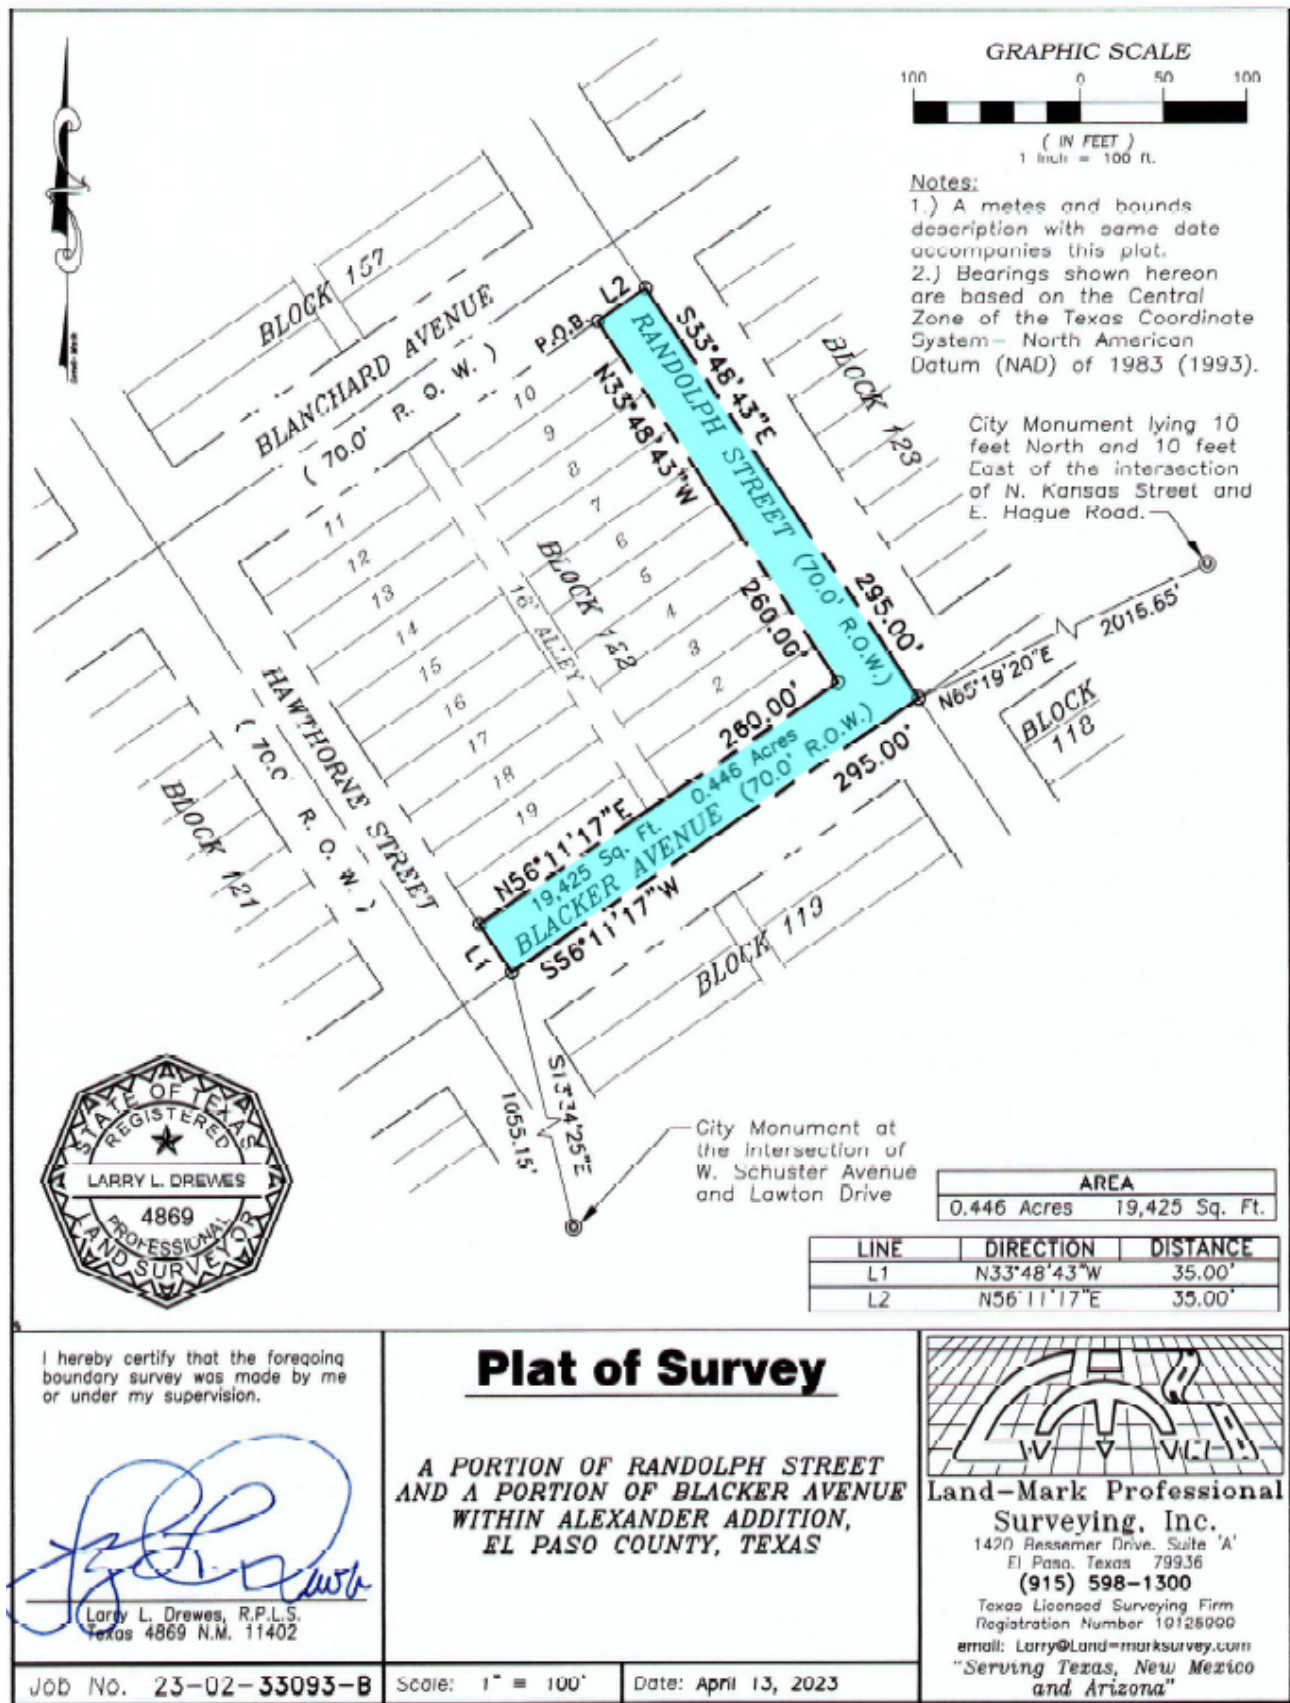 GRAPHIC SCALE
100 0 50 100
( IN FEET )
1 inch = 100 ft.
Notes:
1.) A metes and bounds
description with same date
accompanies this plat.
2.) Bearings shown hereon
are based on the Central
Zone of the Texas Coordinate
System- North American
Datum (NAD) of 1983 (1993).
City Monument lying 10
feet North and 10 feet
East of the intersection
of N. Kansas Street and
E. Hague Road.
BLOCK 157
BLANCHARD AVENUE
( 70.0' R. O. W. )
P.O.B.
L2
S33°48'43"E
295.00'
RANDOLPH STREET (70.0' R.O.W.)
N33°48'43"W
260.00'
BLOCK 123
10
9
8
7
6
5
4
3
2
11
12
13
14
15
16
17
18
19
BLOCK 122
16' ALLEY
HAWTHORNE STREET
( 70.0' R. O. W. )
BLOCK 121
N65°19'20"E
2016.65'
BLOCK
118
N56°11'17"E
260.00'
19,425 Sq. Ft. 0.446 Acres
BLACKER AVENUE (70.0' R.O.W.)
S56°11'17"W
295.00'
L1
BLOCK 119
S13°34'25"E
1055.15'
City Monument at
the intersection of
W. Schuster Avenue
and Lawton Drive
STATE OF TEXAS
REGISTERED
LARRY L. DREWES
4869
PROFESSIONAL
LAND SURVEYOR
AREA
0.446 Acres 19,425 Sq. Ft.
LINE DIRECTION DISTANCE
L1 N33°48'43"W 35.00'
L2 N56°11'17"E 35.00'
I hereby certify that the foregoing
boundary survey was made by me
or under my supervision.
Larry L. Drewes, R.P.L.S.
Texas 4869 N.M. 11402
Job No. 23-02-33093-B
Plat of Survey
A PORTION OF RANDOLPH STREET
AND A PORTION OF BLACKER AVENUE
WITHIN ALEXANDER ADDITION,
EL PASO COUNTY, TEXAS
Scale: 1" = 100'
Date: April 13, 2023
Land-Mark Professional
Surveying, Inc.
1420 Bessemer Drive, Suite 'A'
El Paso, Texas 79936
(915) 598-1300
Texas Licensed Surveying Firm
Registration Number
email: Larry@Land-marksurvey.com
"Serving Texas, New Mexico
and Arizona"